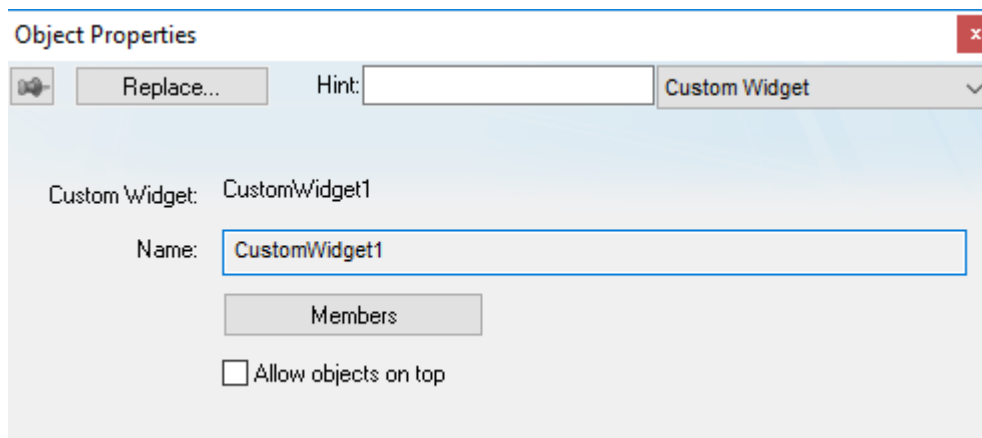 Object Properties
x
Replace... Hint: Custom Widget
Custom Widget: CustomWidget1
Name: CustomWidget1
Members
Allow objects on top